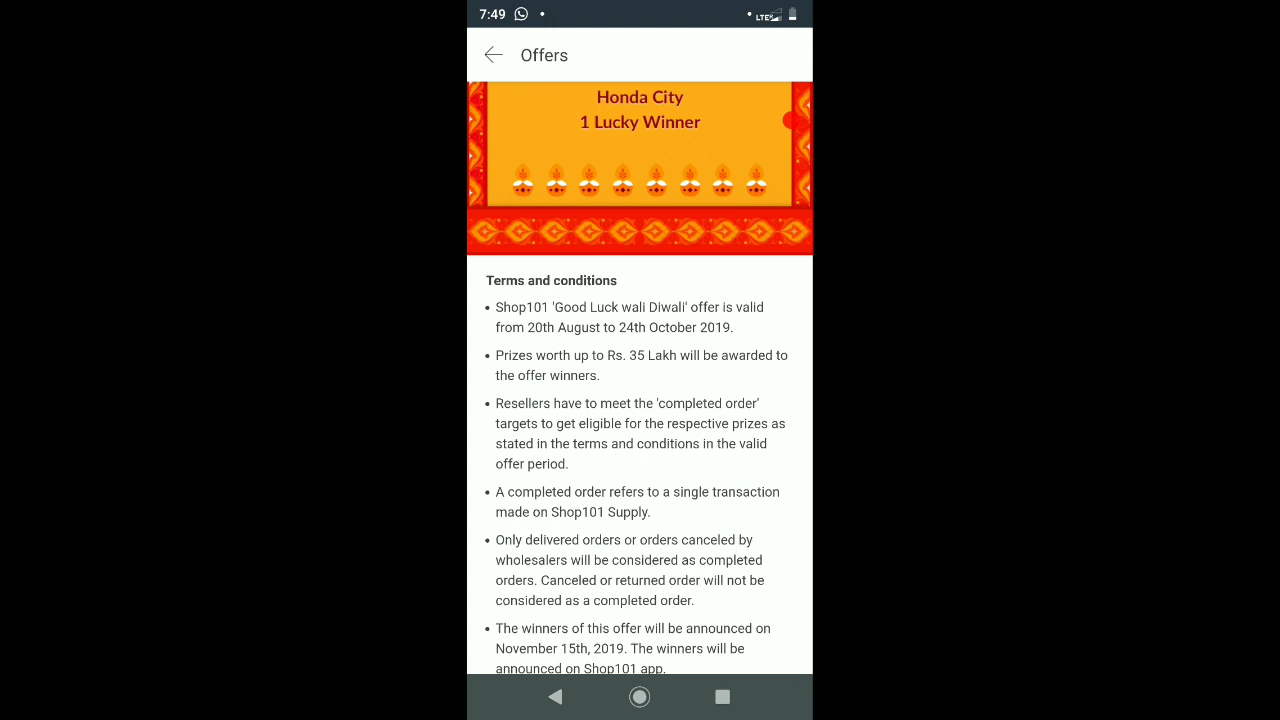 7:49
LTE
Offers
Honda City
1 Lucky Winner
Terms and conditions
• Shop101 'Good Luck wali Diwali' offer is valid
from 20th August to 24th October 2019.
• Prizes worth up to Rs. 35 Lakh will be awarded to
the offer winners.
• Resellers have to meet the 'completed order'
targets to get eligible for the respective prizes as
stated in the terms and conditions in the valid
offer period.
• A completed order refers to a single transaction
made on Shop101 Supply.
• Only delivered orders or orders canceled by
wholesalers will be considered as completed
orders. Canceled or returned order will not be
considered as a completed order.
• The winners of this offer will be announced on
November 15th, 2019. The winners will be
announced on Shop101 app.